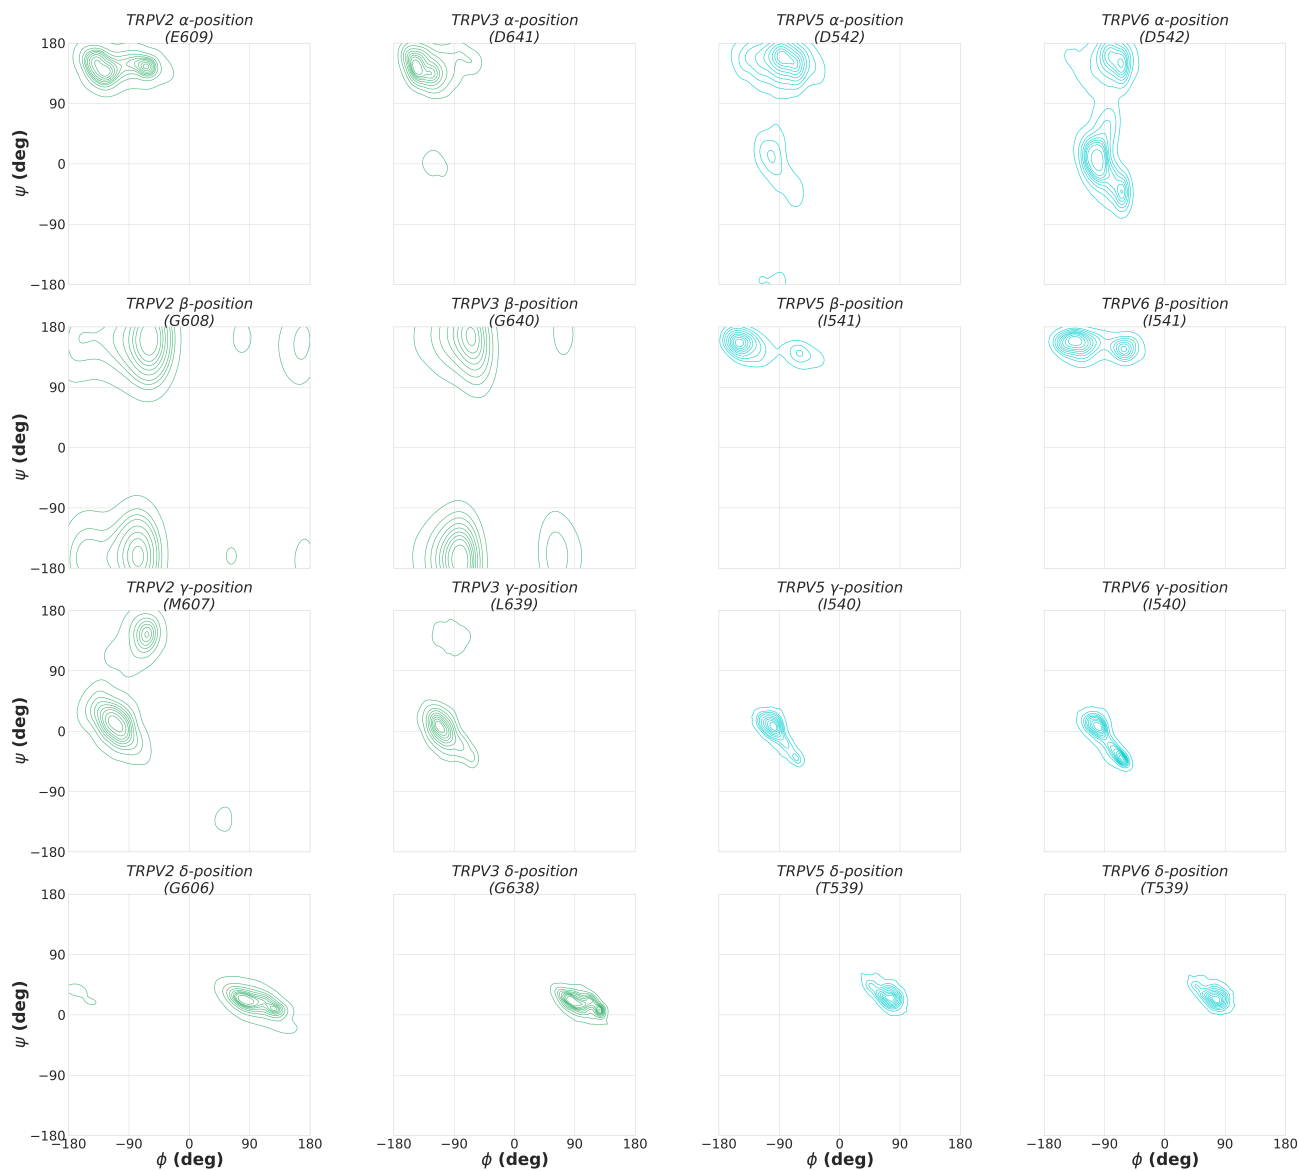 TRPV2 α-position
(E609)
TRPV3 α-position
(D641)
TRPV5 α-position
(D542)
TRPV6 α-position
(D542)
180
90
0
−90
−180
ψ (deg)
TRPV2 β-position
(G608)
TRPV3 β-position
(G640)
TRPV5 β-position
(I541)
TRPV6 β-position
(I541)
180
90
0
−90
−180
ψ (deg)
TRPV2 γ-position
(M607)
TRPV3 γ-position
(L639)
TRPV5 γ-position
(I540)
TRPV6 γ-position
(I540)
180
90
0
−90
−180
ψ (deg)
TRPV2 δ-position
(G606)
TRPV3 δ-position
(G638)
TRPV5 δ-position
(T539)
TRPV6 δ-position
(T539)
180
90
0
−90
−180
ψ (deg)
−180 −90 0 90 180
ϕ (deg)
−180 −90 0 90 180
ϕ (deg)
−180 −90 0 90 180
ϕ (deg)
−180 −90 0 90 180
ϕ (deg)